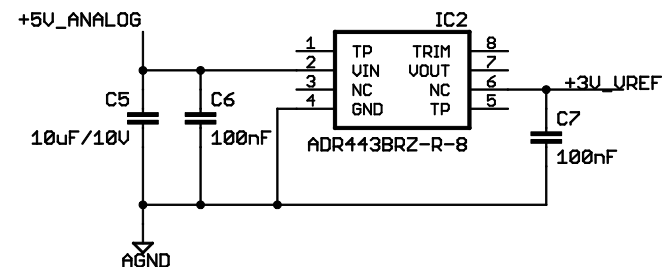 +5V_ANALOG
IC2
1 TP TRIM 8
2 VIN VOUT 7
3 NC NC 6
4 GND TP 5
+3V_VREF
C5
10uF/10V
C6
100nF
ADR443BRZ-R-8
C7
100nF
AGND